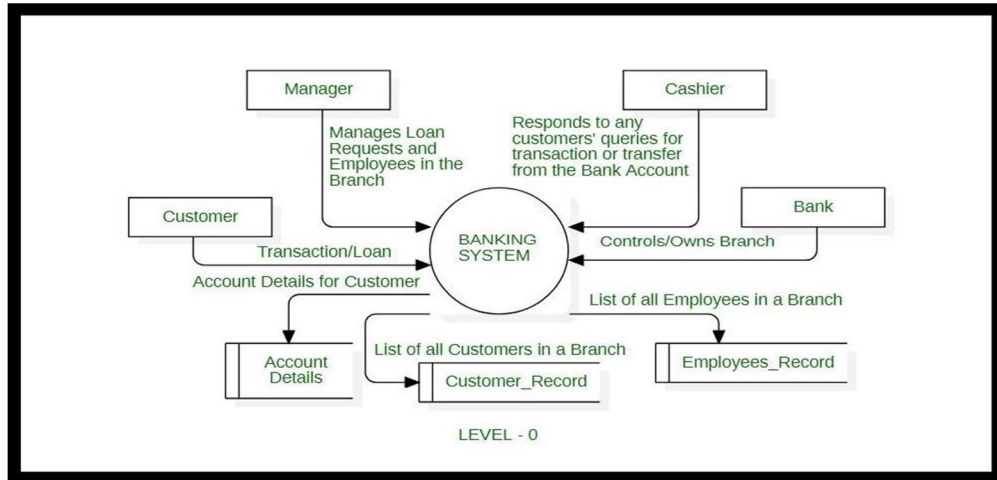 Manager
Cashier
Manages Loan
Requests and
Employees in the
Branch
Responds to any
customers' queries for
transaction or transfer
from the Bank Account
Customer
Bank
BANKING
SYSTEM
Transaction/Loan
Controls/Owns Branch
Account Details for Customer
List of all Employees in a Branch
List of all Customers in a Branch
Account
Details
Customer_Record
Employees_Record
LEVEL - 0